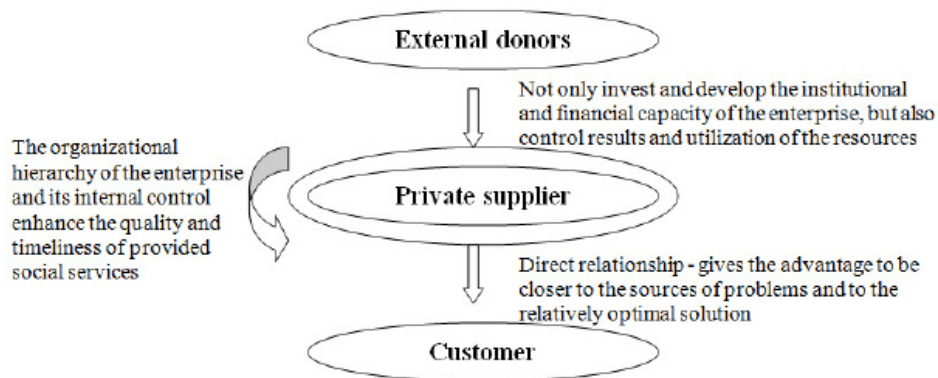 External donors
Not only invest and develop the institutional
and financial capacity of the enterprise, but also
control results and utilization of the resources
The organizational
hierarchy of the enterprise
and its internal control
enhance the quality and
timeliness of provided
social services
Private supplier
Direct relationship - gives the advantage to be
closer to the sources of problems and to the
relatively optimal solution
Customer